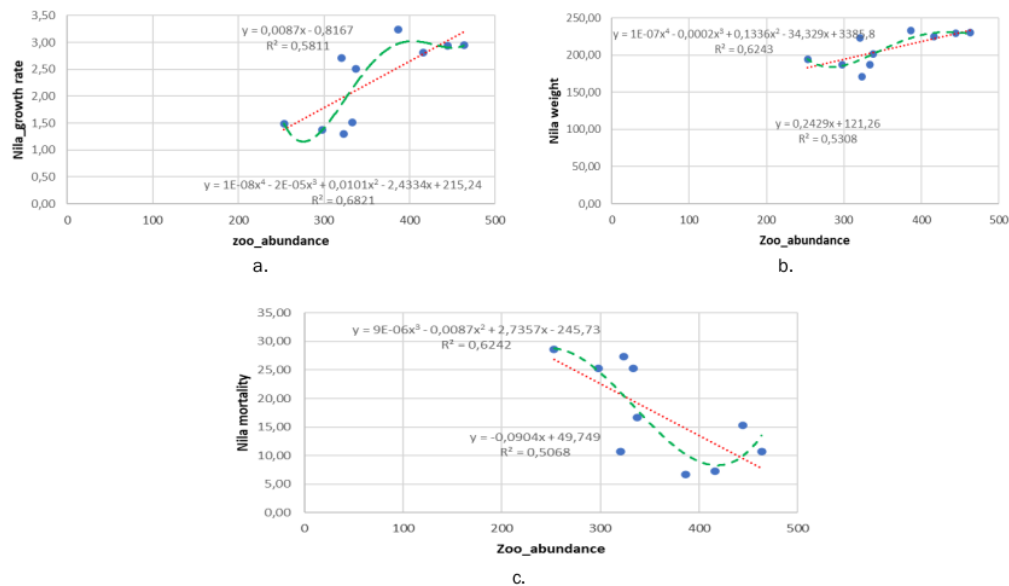 y = 0,0087x - 0,8167
R² = 0,5811
3,50
3,00
2,50
2,00
1,50
1,00
0,50
0,00
Nila_growth rate
y = 1E-08x⁴ - 2E-05x³ + 0,0101x² - 2,4334x + 215,24
R² = 0,6821
0 100 200 300 400 500
zoo_abundance
a.
250,00
200,00
150,00
100,00
50,00
0,00
Nila weight
y = 1E-07x⁴ - 0,0002x³ + 0,1336x² - 34,329x + 3385,8
R² = 0,6243
y = 0,2429x + 121,26
R² = 0,5308
0 100 200 300 400 500
Zoo_abundance
b.
35,00
30,00
25,00
20,00
15,00
10,00
5,00
0,00
Nila mortality
y = 9E-06x³ - 0,0087x² + 2,7357x - 245,73
R² = 0,6242
y = -0,0904x + 49,749
R² = 0,5068
0 100 200 300 400 500
Zoo_abundance
c.